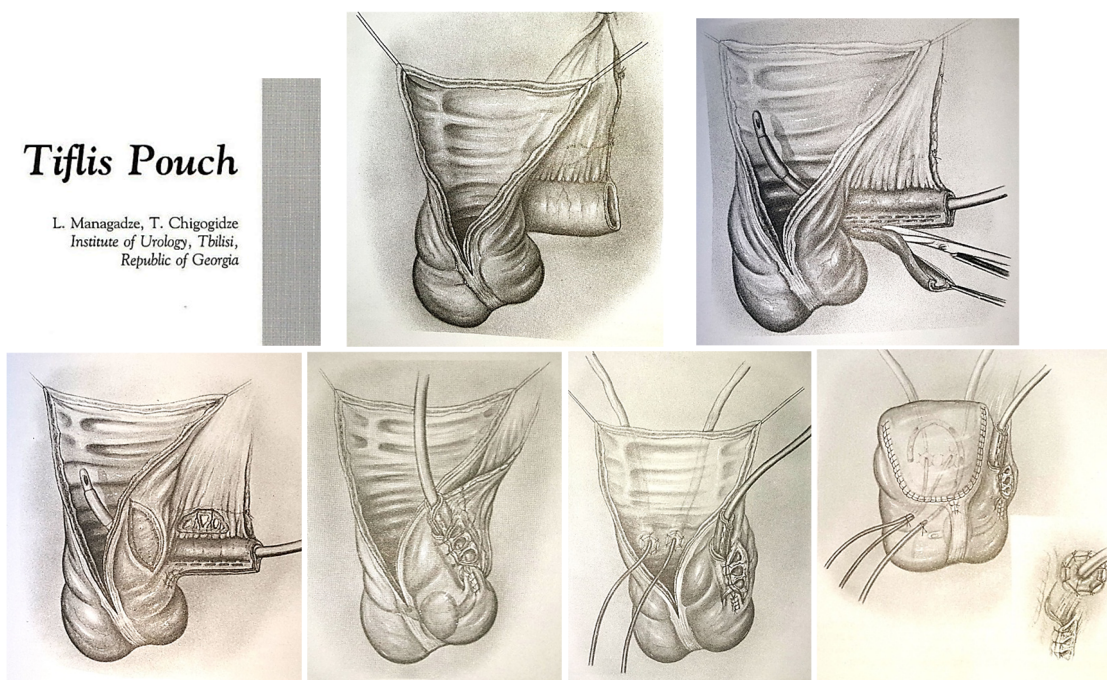 Tiflis Pouch
L. Managadze, T. Chigogidze
Institute of Urology, Tbilisi,
Republic of Georgia